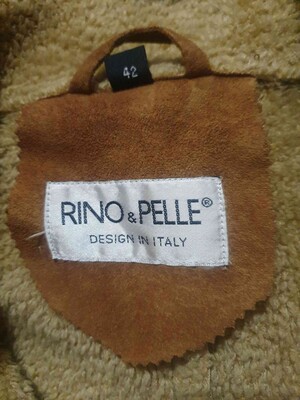 42
RINO & PELLE®
DESIGN IN ITALY